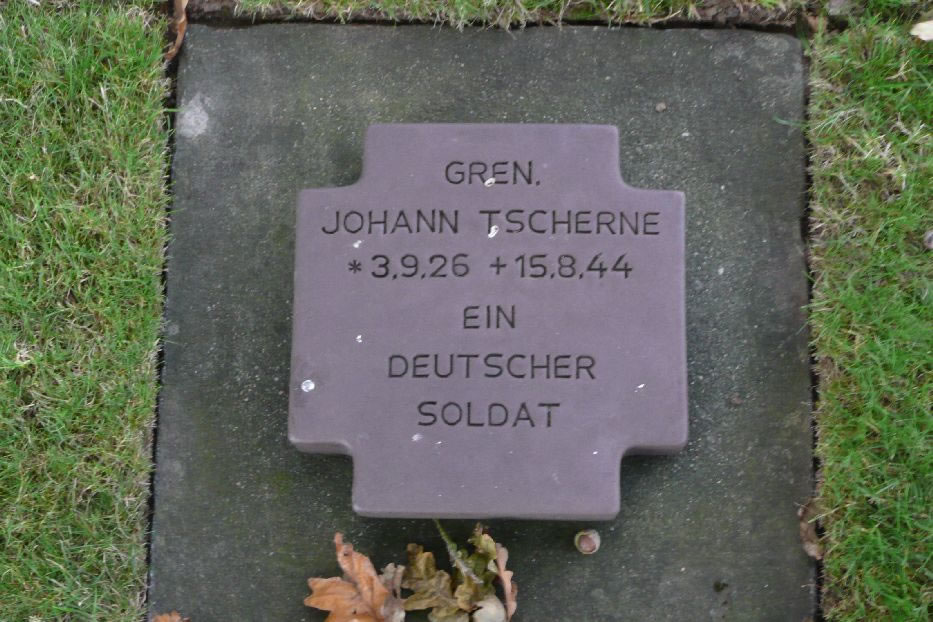 GREN.
JOHANN TSCHERNE
*3.9.26 +15.8.44
EIN
DEUTSCHER
SOLDAT